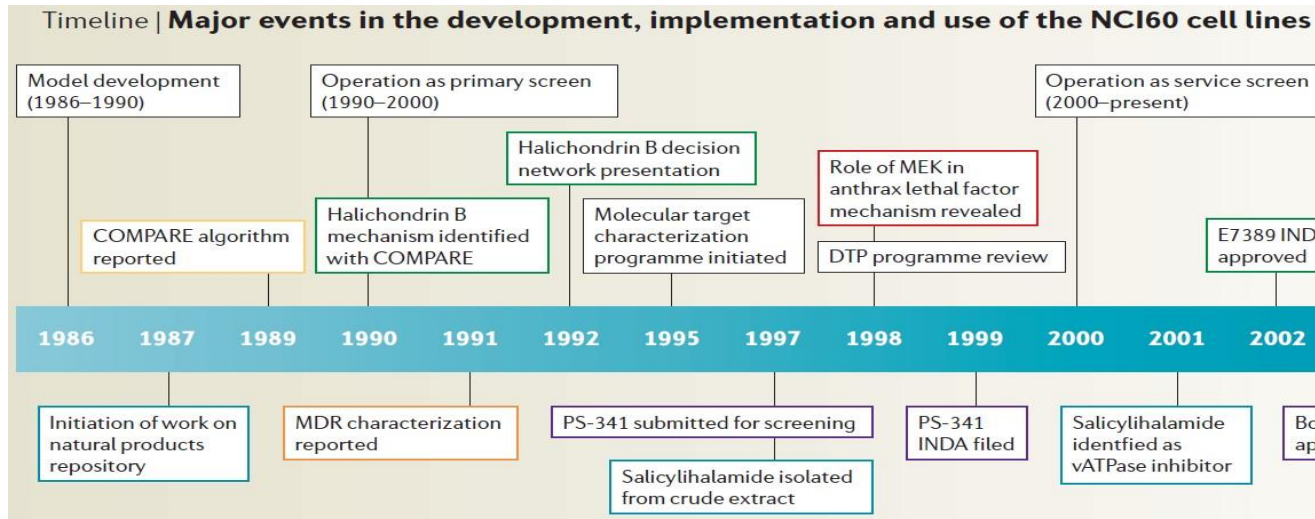 Timeline | Major events in the development, implementation and use of the NCI60 cell lines
Model development
(1986–1990)
Operation as primary screen
(1990–2000)
Operation as service screen
(2000–present)
Halichondrin B decision
network presentation
Role of MEK in
anthrax lethal factor
mechanism revealed
COMPARE algorithm
reported
Halichondrin B
mechanism identified
with COMPARE
Molecular target
characterization
programme initiated
DTP programme review
E7389 IND
approved
1986 1987 1989 1990 1991 1992 1995 1997 1998 1999 2000 2001 2002
Initiation of work on
natural products
repository
MDR characterization
reported
PS-341 submitted for screening
Salicylihalamide isolated
from crude extract
PS-341
INDA filed
Salicylihalamide
identfied as
vATPase inhibitor
Bo
ap